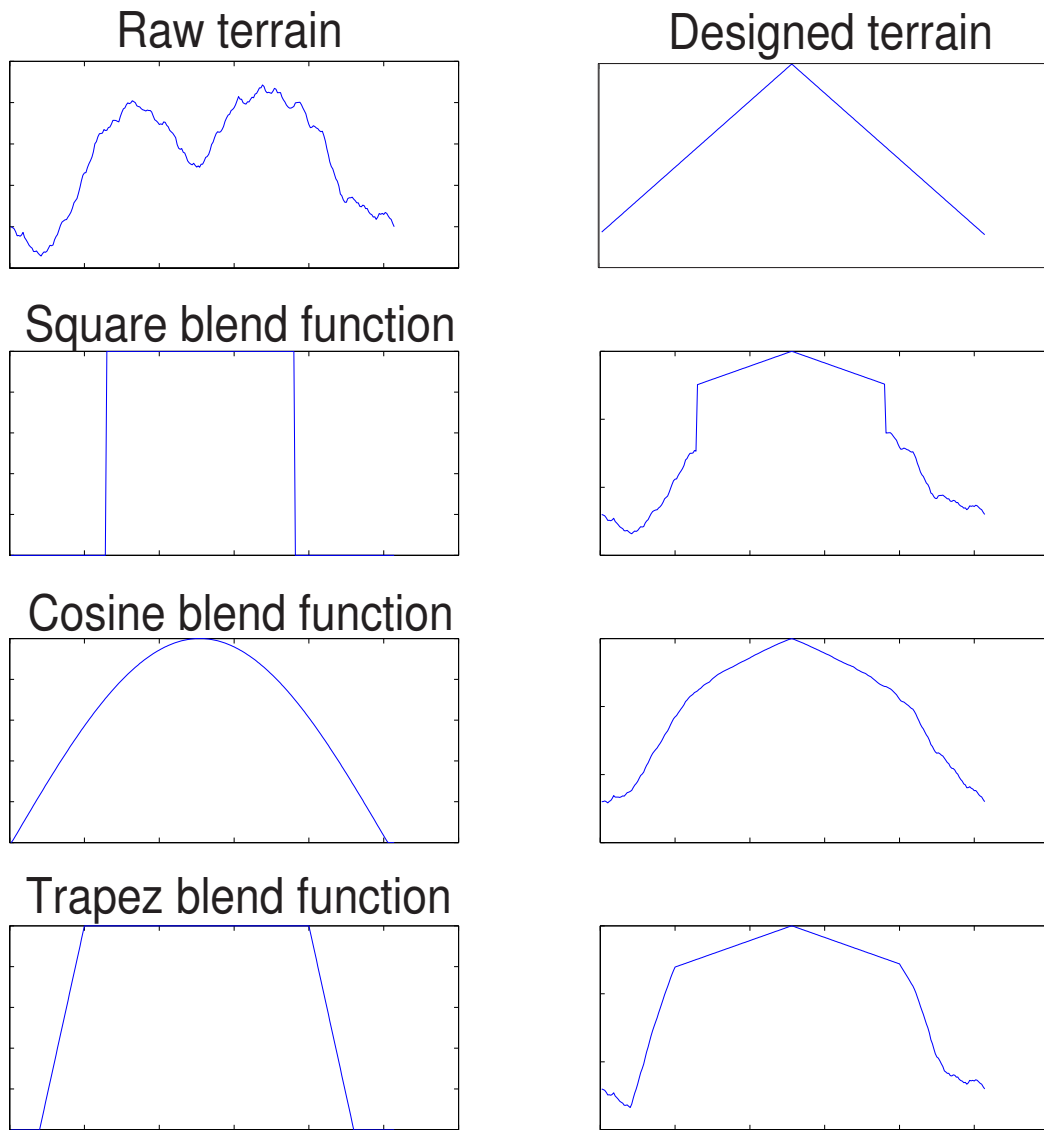 Raw terrain
Designed terrain
Square blend function
Cosine blend function
Trapez blend function